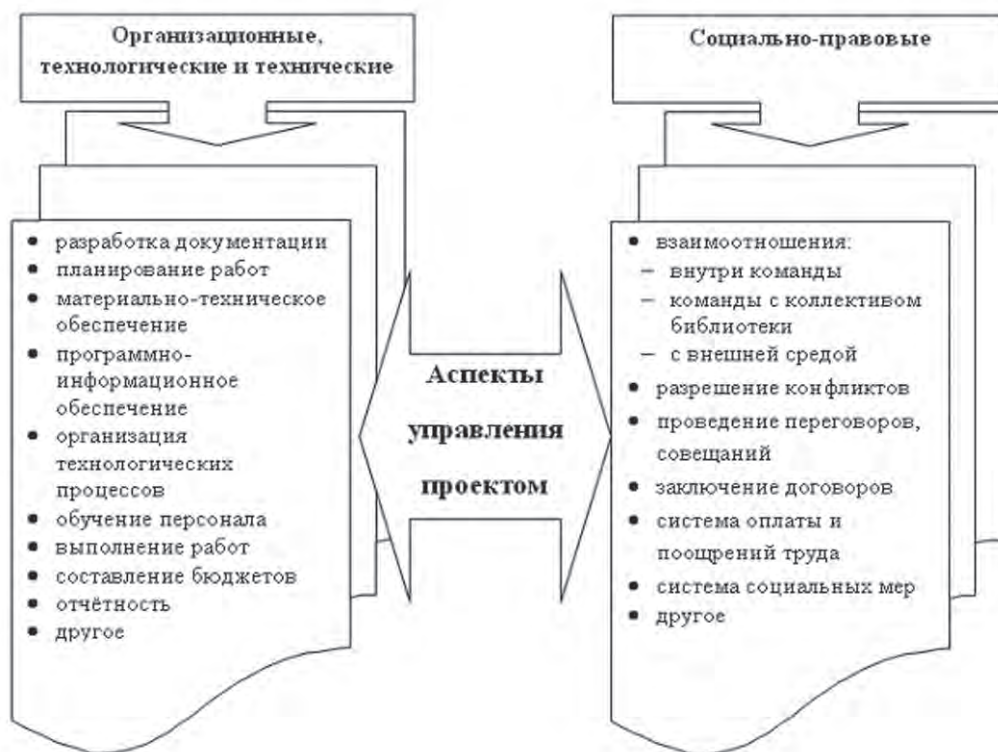 Организационные,
технологические и технические
• разработка документации
• планирование работ
• материально-техническое
обеспечение
• программно-
информационное
обеспечение
• организация
технологических
процессов
• обучение персонала
• выполнение работ
• составление бюджетов
• отчётность
• другое
Аспекты
управления
проектом
Социально-правовые
• взаимоотношения:
– внутри команды
– команды с коллективом
библиотеки
– с внешней средой
• разрешение конфликтов
• проведение переговоров,
совещаний
• заключение договоров
• система оплаты и
поощрений труда
• система социальных мер
• другое